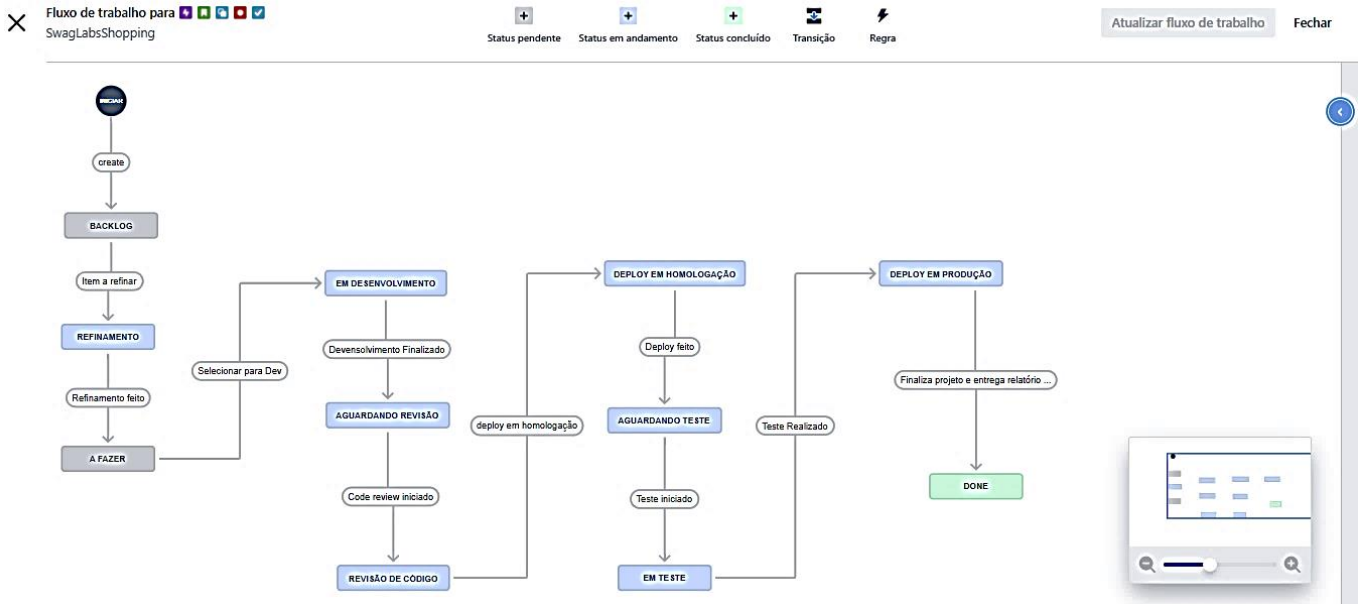 Fluxo de trabalho para
SwagLabsShopping
Status pendente
Status em andamento
Status concluído
Transição
Regra
Atualizar fluxo de trabalho
Fechar
INICIAR
create
BACKLOG
Item a refinar
REFINAMENTO
Refinamento feito
A FAZER
Selecionar para Dev
EM DESENVOLVIMENTO
Devensolvimento Finalizado
AGUARDANDO REVISÃO
Code review iniciado
REVISÃO DE CÓDIGO
deploy em homologação
DEPLOY EM HOMOLOGAÇÃO
Deploy feito
AGUARDANDO TESTE
Teste iniciado
EM TESTE
Teste Realizado
DEPLOY EM PRODUÇÃO
Finaliza projeto e entrega relatório ...
DONE